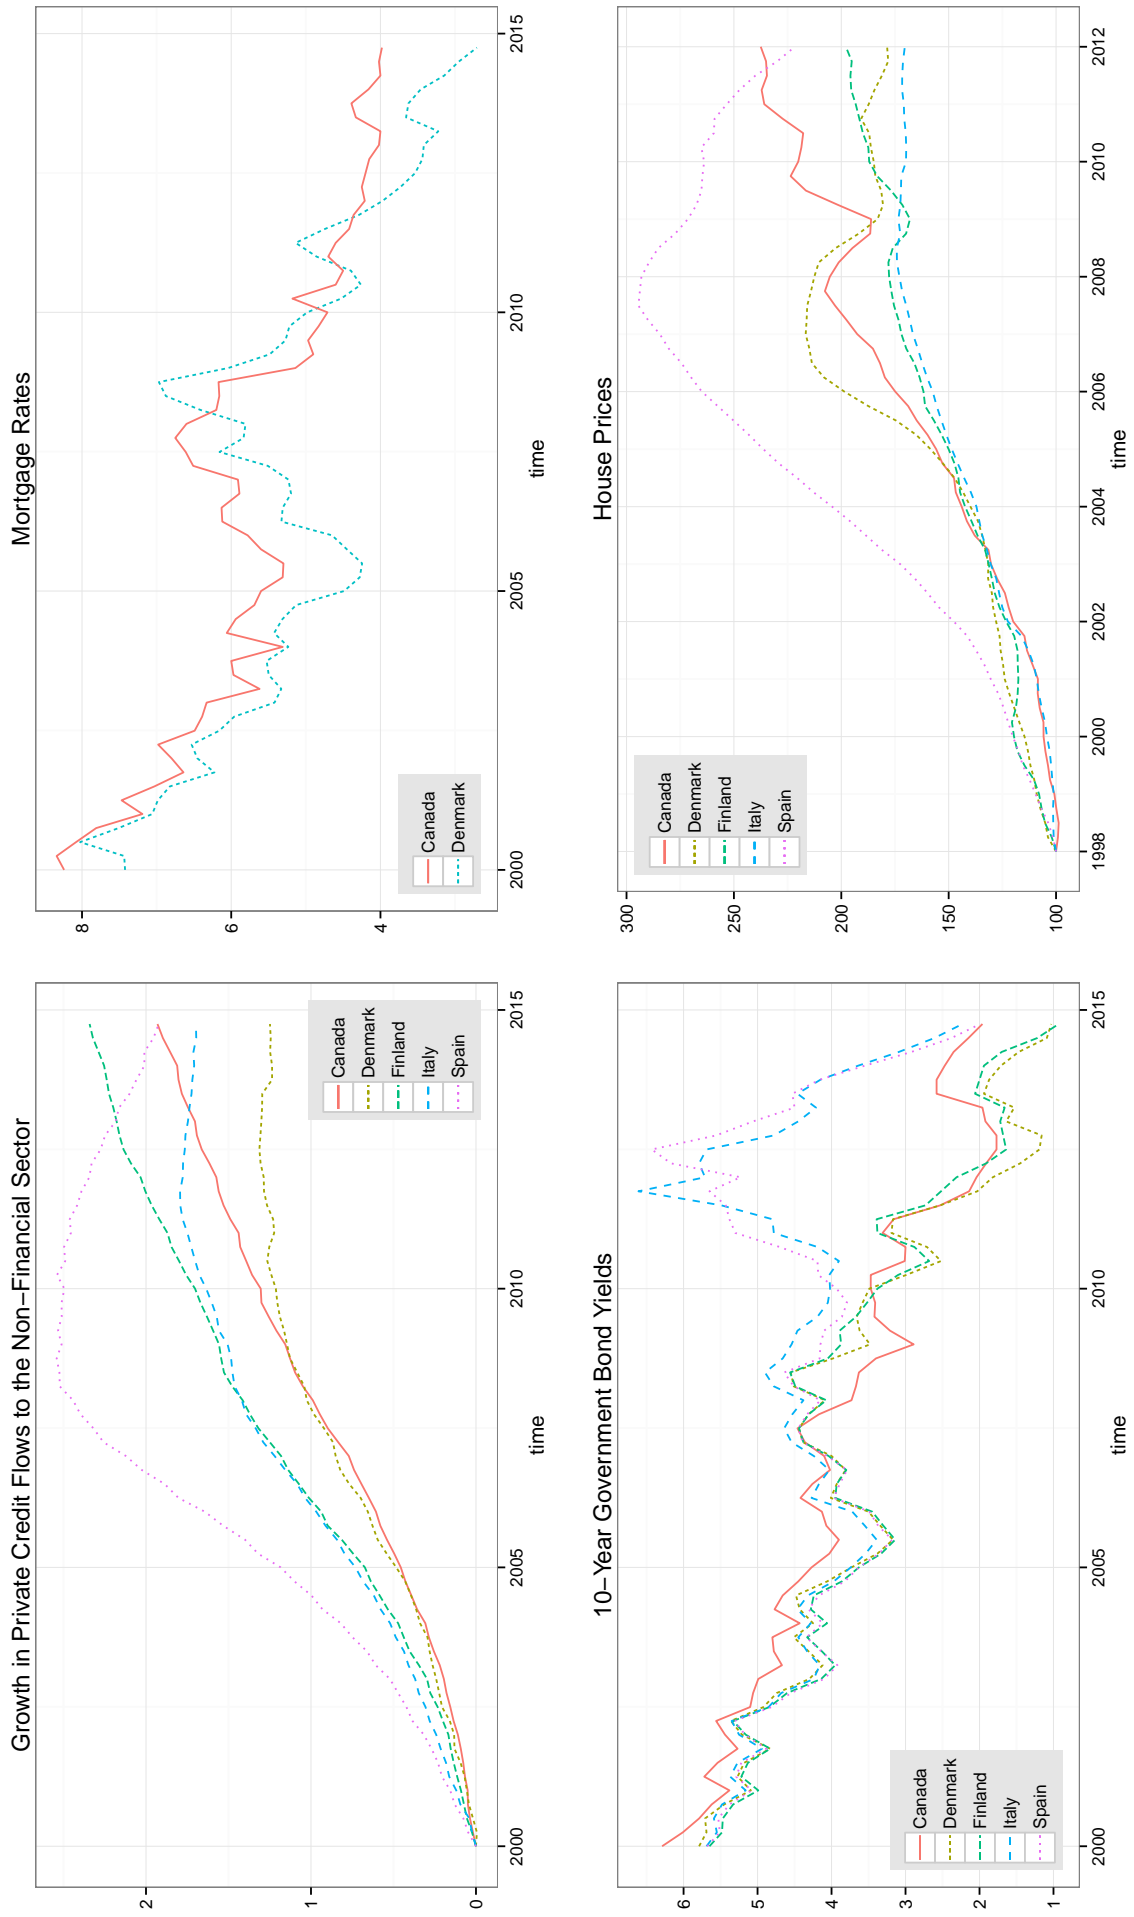 Growth in Private Credit Flows to the Non−Financial Sector
2
1
0
2000
2005
2010
2015
time
Canada
Denmark
Finland
Italy
Spain
Mortgage Rates
8
6
4
2000
2005
2010
2015
time
Canada
Denmark
10−Year Government Bond Yields
6
5
4
3
2
1
2000
2005
2010
2015
time
Canada
Denmark
Finland
Italy
Spain
House Prices
300
250
200
150
100
1998
2000
2002
2004
2006
2008
2010
2012
time
Canada
Denmark
Finland
Italy
Spain